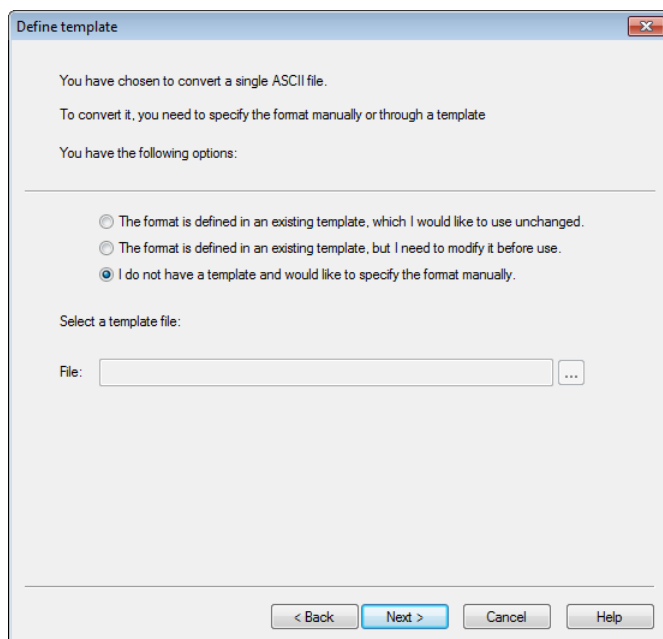 Define template
You have chosen to convert a single ASCII file.
To convert it, you need to specify the format manually or through a template
You have the following options:
The format is defined in an existing template, which I would like to use unchanged.
The format is defined in an existing template, but I need to modify it before use.
I do not have a template and would like to specify the format manually.
Select a template file:
File: ...
< Back Next > Cancel Help